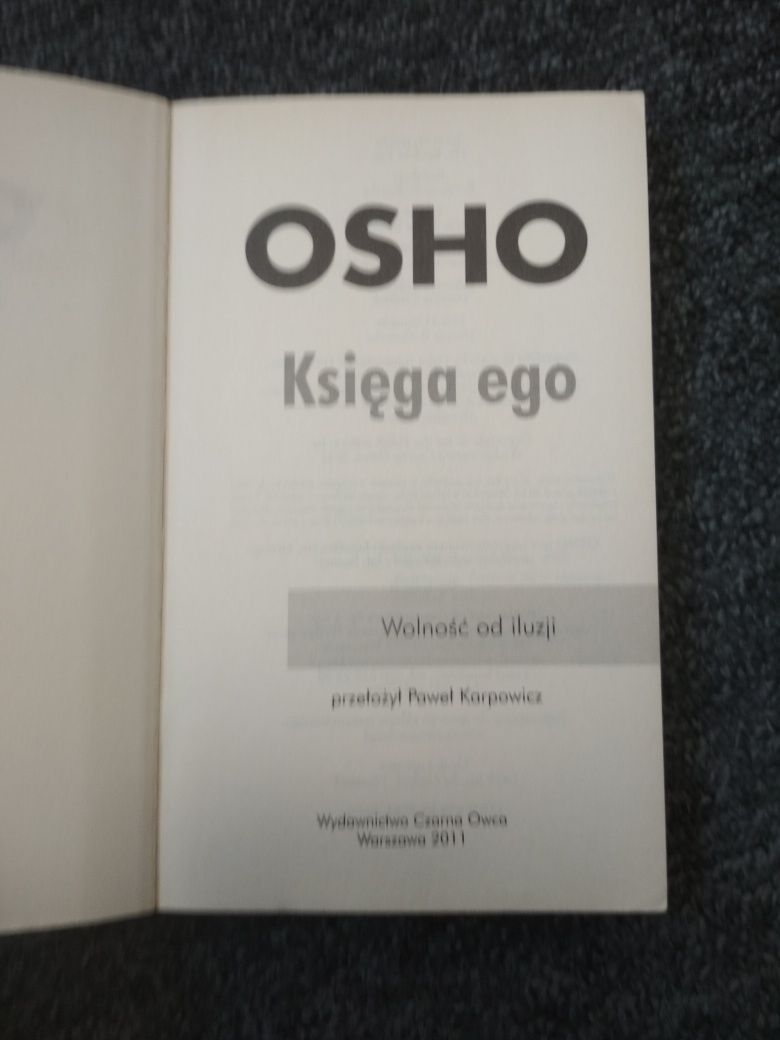 OSHO
Księga ego
Wolność od iluzji
przełożył Paweł Karpowicz
Wydawnictwo Czarna Owca
Warszawa 2011